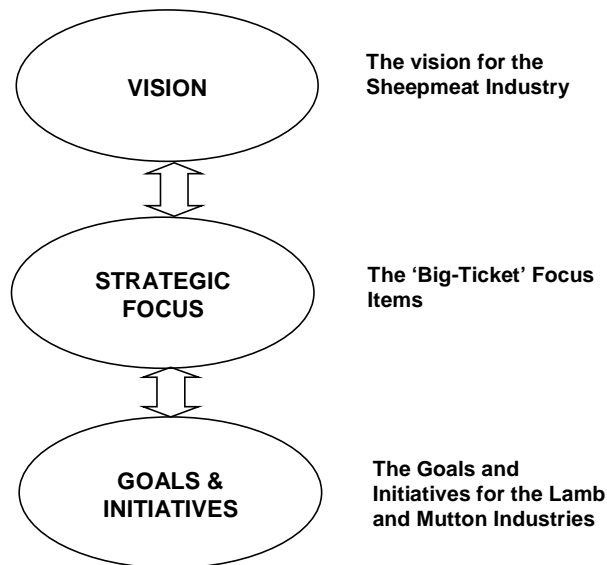 VISION
The vision for the
Sheepmeat Industry
STRATEGIC
FOCUS
The ‘Big-Ticket’ Focus
Items
GOALS &
INITIATIVES
The Goals and
Initiatives for the Lamb
and Mutton Industries